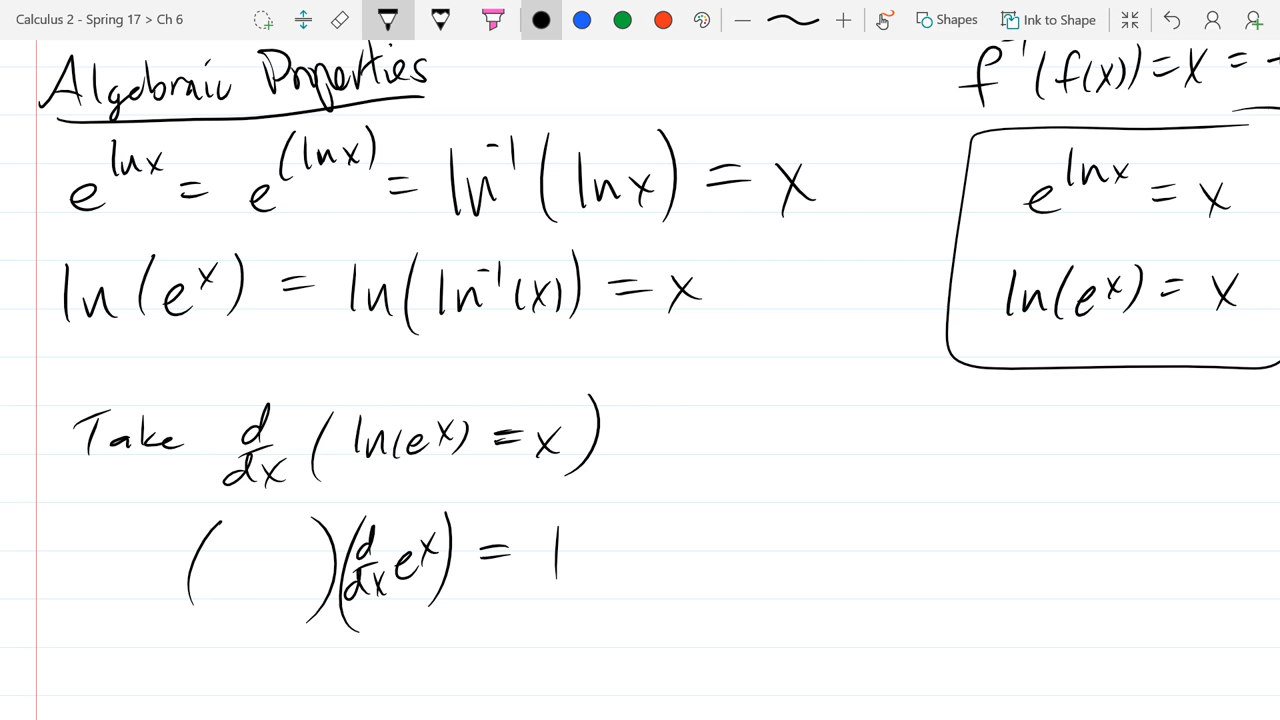 Calculus 2 - Spring 17 > Ch 6
Shapes
Ink to Shape
Algebraic Properties
f⁻¹(f(x)) = x =
e^{ln x} = e^{(ln x)} = ln⁻¹(ln x) = x
e^{ln x} = x
ln(e^x) = ln(ln⁻¹(x)) = x
ln(e^x) = x
Take d/dx (ln(e^x) = x)
(    )(d/dx e^x) = 1